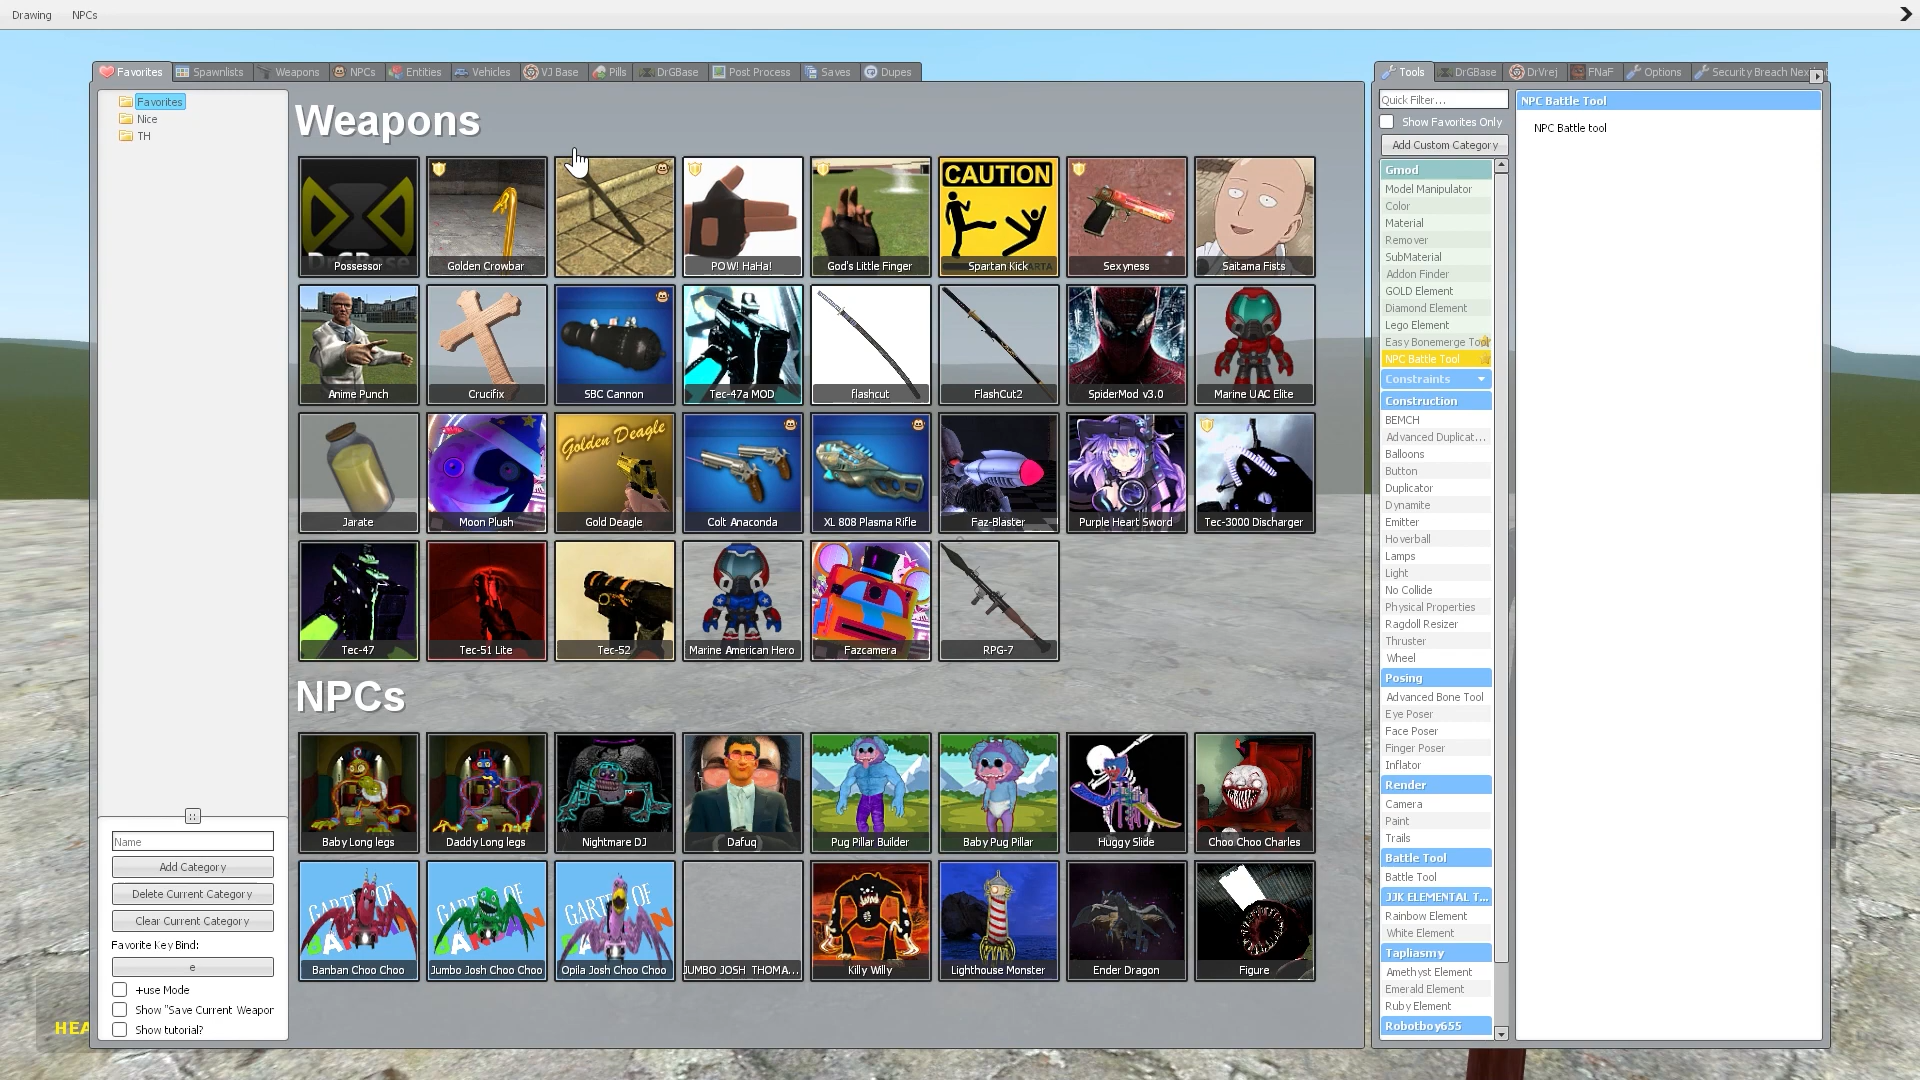 Drawing NPCs
Favorites Spawnlists Weapons NPCs Entities Vehicles VJ Base Pills DrGBase Post Process Saves Dupes
Favorites
Nice
TH
Weapons
Possessor Golden Crowbar POW! HaHa! God's Little Finger CAUTION Spartan Kick Sexyness Saitama Fists
Anime Punch Crucifix SBC Cannon Tec-47a MOD flashcut FlashCut2 SpiderMod v3.0 Marine UAC Elite
Golden Deagle
Jarate Moon Plush Gold Deagle Colt Anaconda XL 808 Plasma Rifle Faz-Blaster Purple Heart Sword Tec-3000 Discharger
Tec-47 Tec-51 Lite Tec-52 Marine American Hero Fazcamera RPG-7
NPCs
Baby Long legs Daddy Long legs Nightmare DJ Dafuq Pug Pillar Builder Baby Pug Pillar Huggy Slide Choo Choo Charles
Banban Choo Choo Jumbo Josh Choo Choo Opila Josh Choo Choo JUMBO JOSH THOMA... Killy Willy Lighthouse Monster Ender Dragon Figure
Name
Add Category
Delete Current Category
Clear Current Category
Favorite Key Bind:
e
+use Mode
Show "Save Current Weapor
Show tutorial?
HEA
Tools DrGBase DrVrej FNaF Options Security Breach
Quick Filter...
Show Favorites Only
Add Custom Category
Gmod
Model Manipulator
Color
Material
Remover
SubMaterial
Addon Finder
GOLD Element
Diamond Element
Lego Element
Easy Bonemerge Tool
NPC Battle Tool
Constraints
Construction
BEMCH
Advanced Duplicat...
Balloons
Button
Duplicator
Dynamite
Emitter
Hoverball
Lamps
Light
No Collide
Physical Properties
Ragdoll Resizer
Thruster
Wheel
Posing
Advanced Bone Tool
Eye Poser
Face Poser
Finger Poser
Inflator
Render
Camera
Paint
Trails
Battle Tool
Battle Tool
JJK ELEMENTAL T...
Rainbow Element
White Element
Tapliasmy
Amethyst Element
Emerald Element
Ruby Element
Robotboy655
NPC Battle Tool
NPC Battle tool